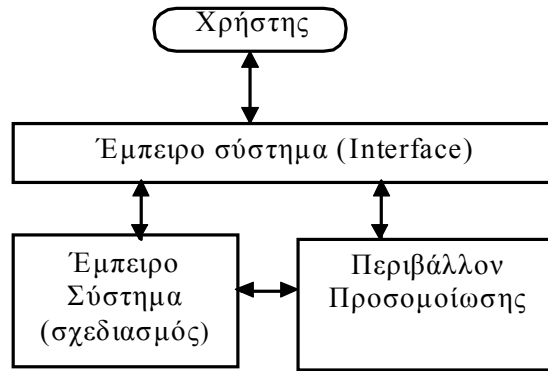 Χρήστης
Έμπειρο σύστημα (Interface)
Έμπειρο
Σύστημα
(σχεδιασμός)
Περιβάλλον
Προσομοίωσης